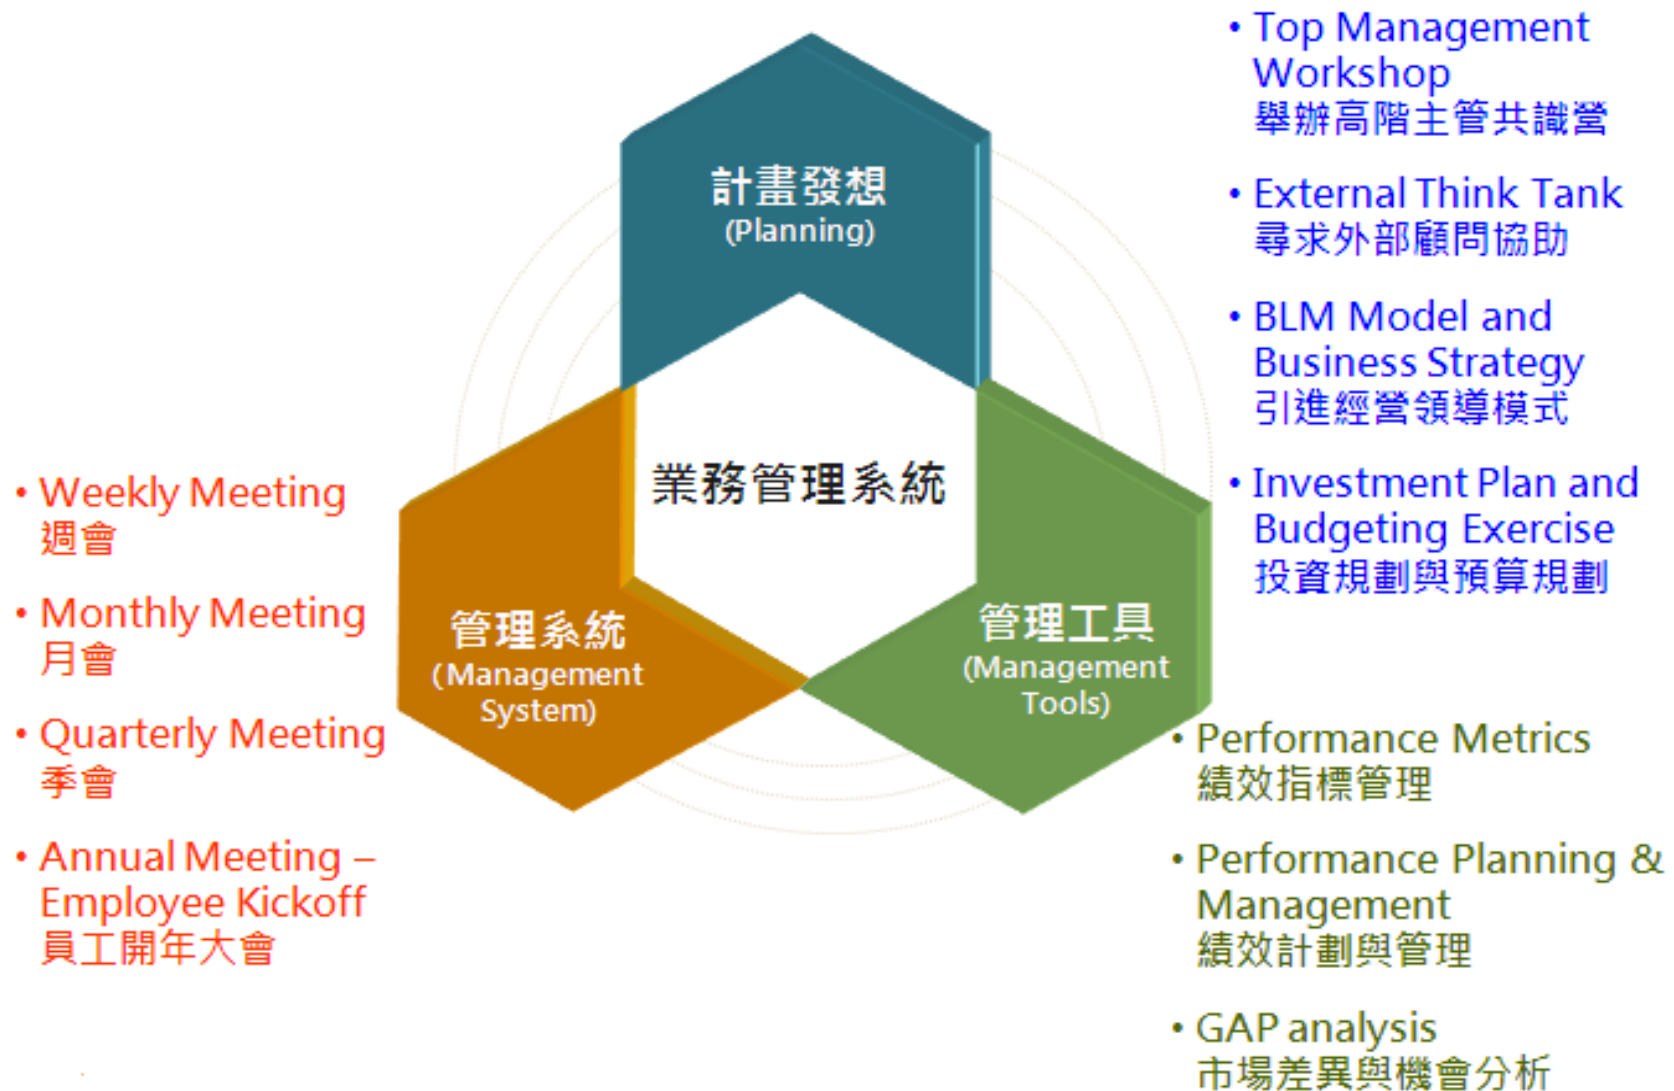 計畫發想
(Planning)
業務管理系統
管理系統
(Management
System)
管理工具
(Management
Tools)
• Top Management
Workshop
舉辦高階主管共識營
• External Think Tank
尋求外部顧問協助
• BLM Model and
Business Strategy
引進經營領導模式
• Investment Plan and
Budgeting Exercise
投資規劃與預算規劃
• Weekly Meeting
週會
• Monthly Meeting
月會
• Quarterly Meeting
季會
• Annual Meeting –
Employee Kickoff
員工開年大會
• Performance Metrics
績效指標管理
• Performance Planning &
Management
績效計劃與管理
• GAP analysis
市場差異與機會分析